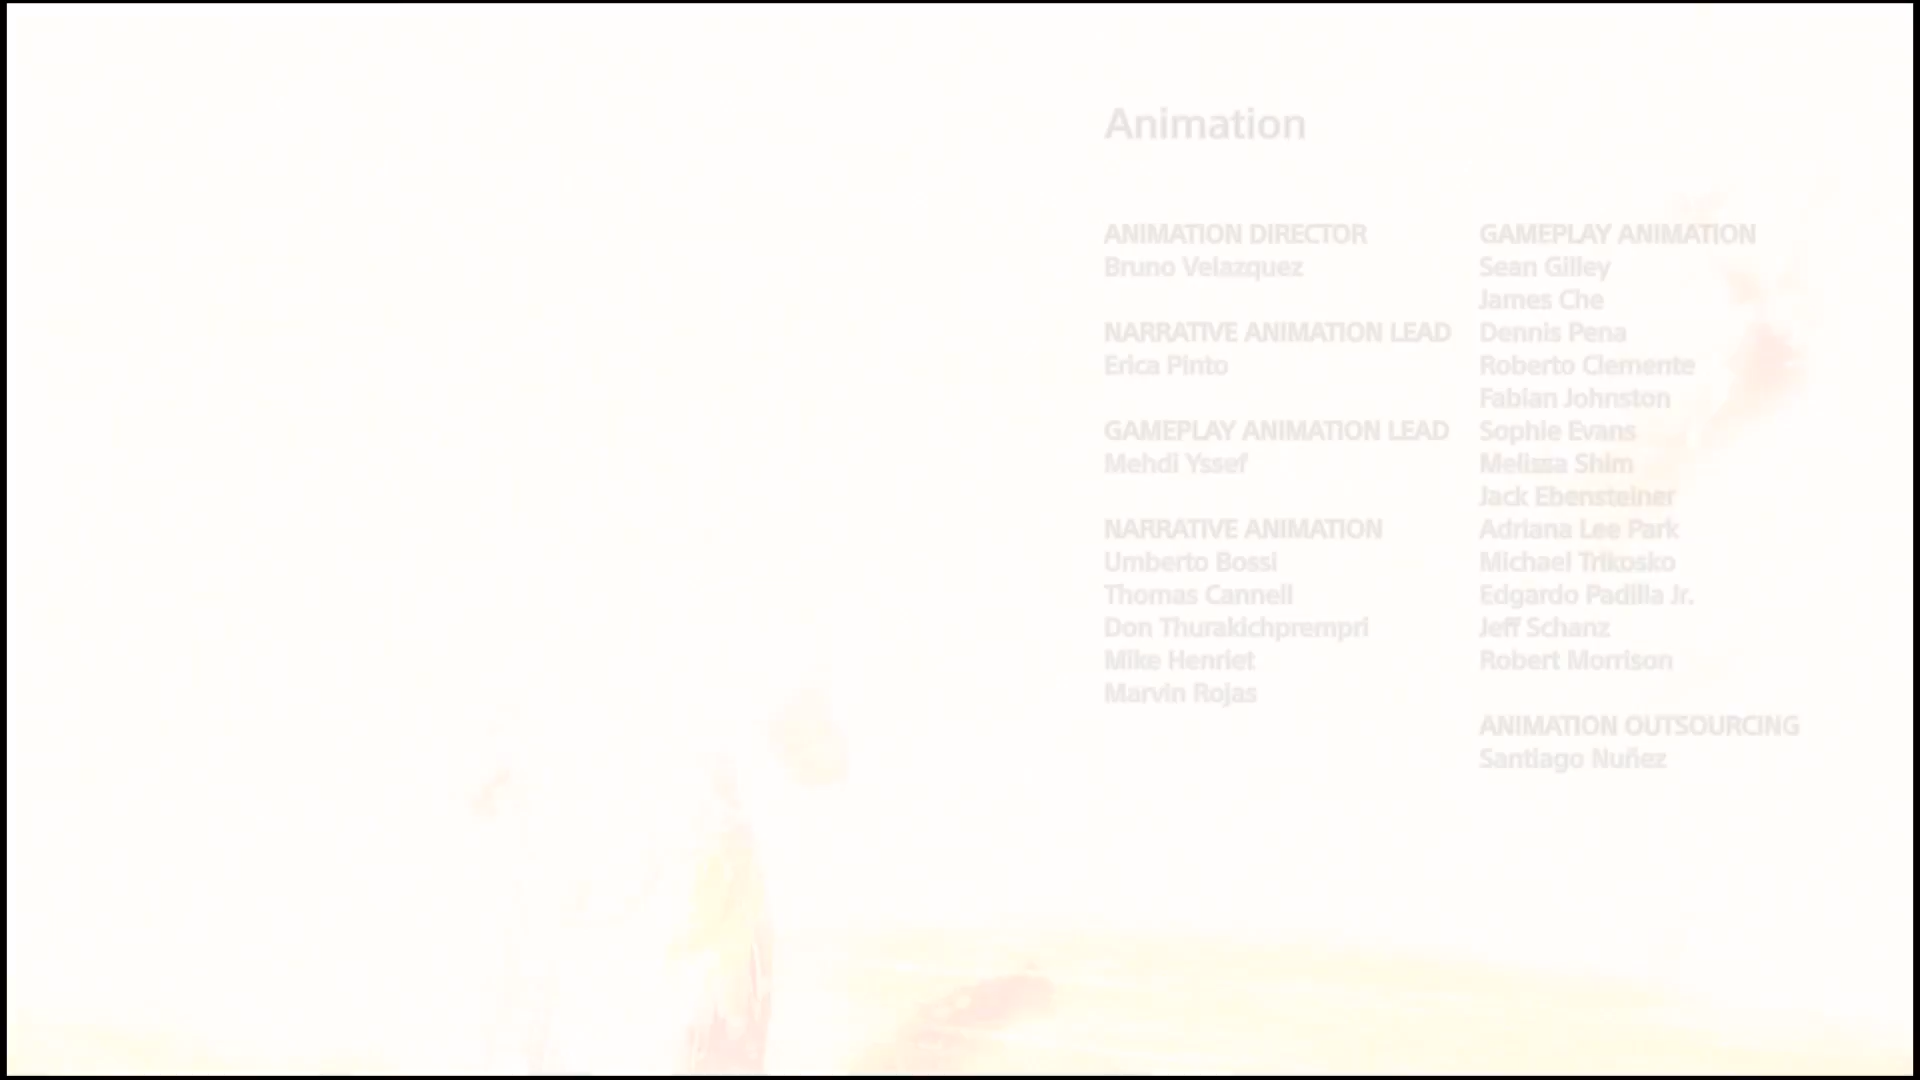 Animation
ANIMATION DIRECTOR
Bruno Velazquez
NARRATIVE ANIMATION LEAD
Erica Pinto
GAMEPLAY ANIMATION LEAD
Mehdi Yssef
NARRATIVE ANIMATION
Umberto Bossi
Thomas Cannell
Don Thurakichprempri
Mike Henriet
Marvin Rojas
GAMEPLAY ANIMATION
Sean Gilley
James Che
Dennis Pena
Roberto Clemente
Fabian Johnston
Sophie Evans
Melissa Shim
Jack Ebensteiner
Adriana Lee Park
Michael Trikosko
Edgardo Padilla Jr.
Jeff Schanz
Robert Morrison
ANIMATION OUTSOURCING
Santiago Nuñez